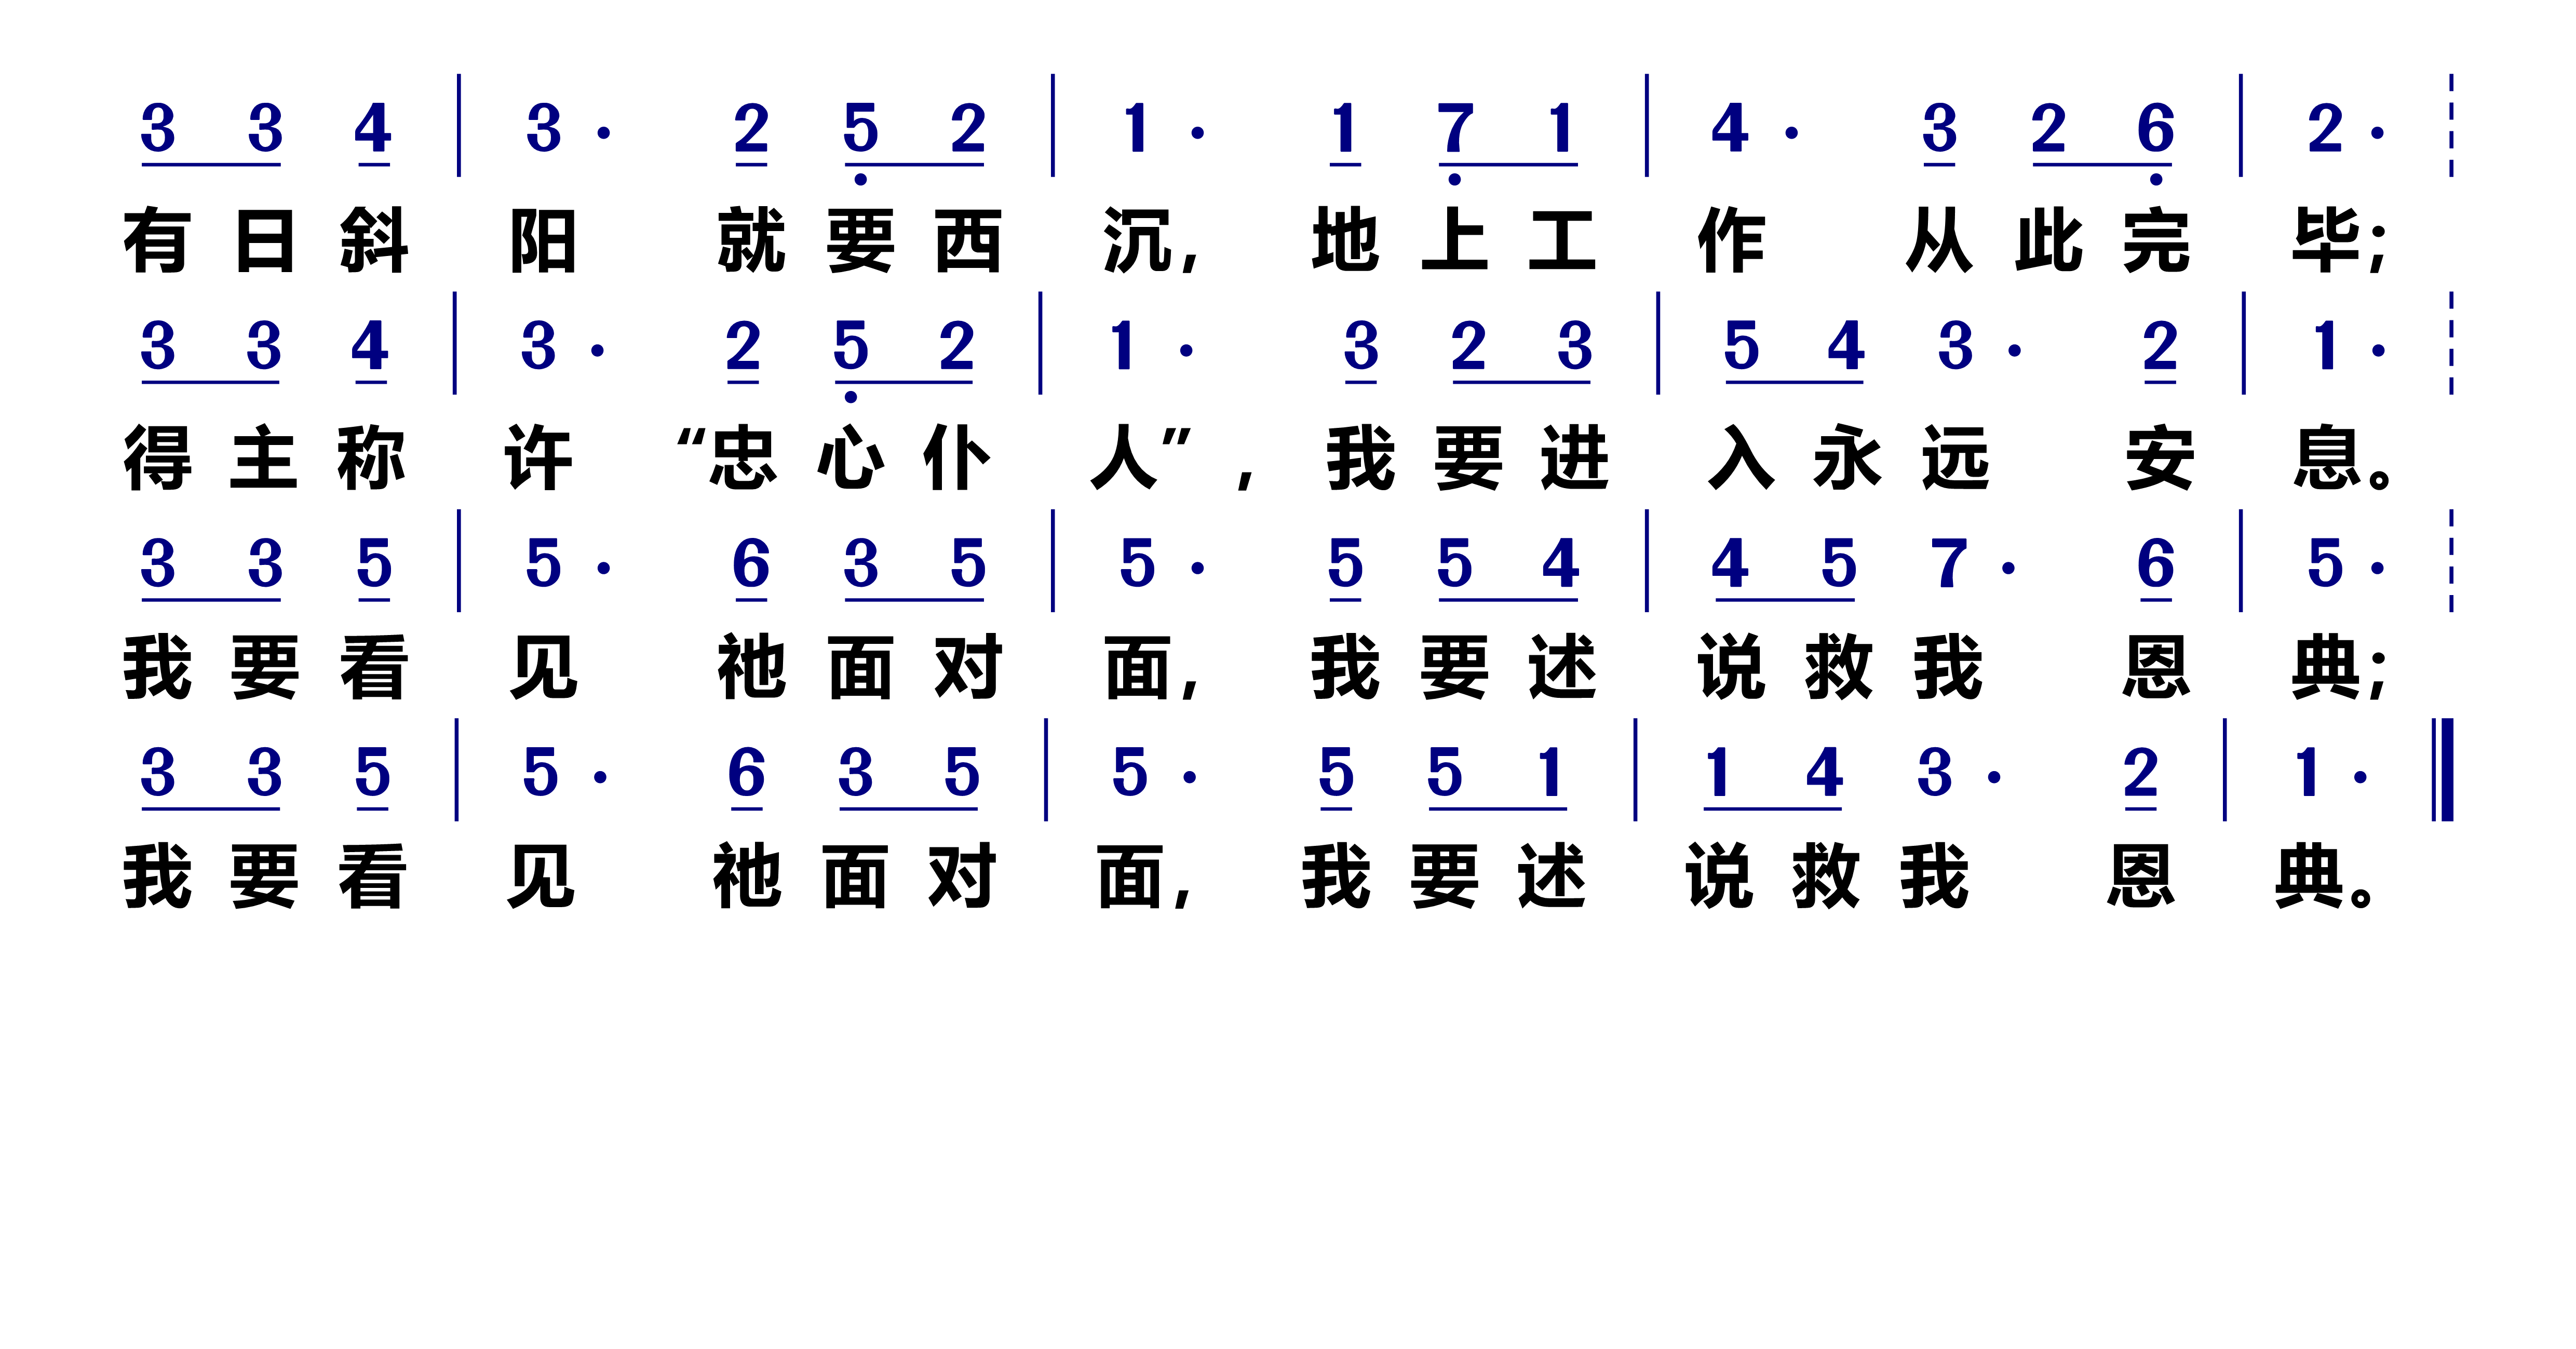 3 3 4 | 3 · 2 5 2 | 1 · 1 7 1 | 4 · 3 2 6 | 2 ·
有日斜阳 就要西沉, 地上工作 从此完毕;
3 3 4 | 3 · 2 5 2 | 1 · 3 2 3 | 5 4 3 · 2 | 1 ·
得主称许 “忠心仆人”, 我要进入永远 安息。
3 3 5 | 5 · 6 3 5 | 5 · 5 5 4 | 4 5 7 · 6 | 5 ·
我要看见 祂面对面, 我要述说救我 恩典;
3 3 5 | 5 · 6 3 5 | 5 · 5 5 1 | 1 4 3 · 2 | 1 ·
我要看见 祂面对面, 我要述说救我 恩典。